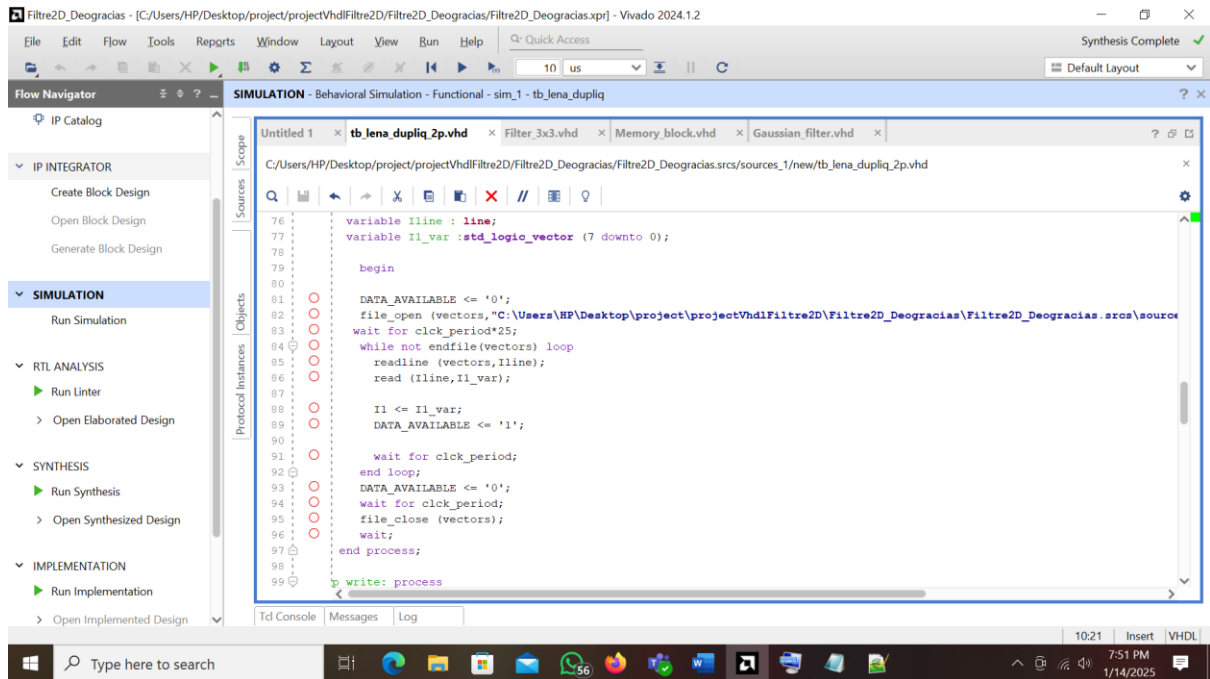 Filtre2D_Deogracias - [C:/Users/HP/Desktop/project/projectVhdlFiltre2D/Filtre2D_Deogracias/Filtre2D_Deogracias.xpr] - Vivado 2024.1.2
File Edit Flow Tools Reports Window Layout View Run Help Quick Access Synthesis Complete
10 us Default Layout
Flow Navigator ? SIMULATION - Behavioral Simulation - Functional - sim_1 - tb_lena_dupliq ?
IP Catalog
IP INTEGRATOR
Create Block Design
Open Block Design
Generate Block Design
SIMULATION
Run Simulation
RTL ANALYSIS
Run Linter
Open Elaborated Design
SYNTHESIS
Run Synthesis
Open Synthesized Design
IMPLEMENTATION
Run Implementation
Open Implemented Design
Scope
Sources
Objects
Protocol Instances
Untitled 1 tb_lena_dupliq_2p.vhd Filter_3x3.vhd Memory_block.vhd Gaussian_filter.vhd ?
C:/Users/HP/Desktop/project/projectVhdlFiltre2D/Filtre2D_Deogracias/Filtre2D_Deogracias.srcs/sources_1/new/tb_lena_dupliq_2p.vhd
76 variable Iline : line;
77 variable I1_var :std_logic_vector (7 downto 0);
78
79 begin
80
81 DATA_AVAILABLE <= '0';
82 file_open (vectors,"C:\Users\HP\Desktop\project\projectVhdlFiltre2D\Filtre2D_Deogracias\Filtre2D_Deogracias.srcs\source
83 wait for clck_period*25;
84 while not endfile(vectors) loop
85 readline (vectors,Iline);
86 read (Iline,I1_var);
87
88 I1 <= I1_var;
89 DATA_AVAILABLE <= '1';
90
91 wait for clck_period;
92 end loop;
93 DATA_AVAILABLE <= '0';
94 wait for clck_period;
95 file_close (vectors);
96 wait;
97 end process;
98
99 p_write: process
Tcl Console Messages Log
10:21 Insert VHDL
Type here to search
56
7:51 PM
1/14/2025